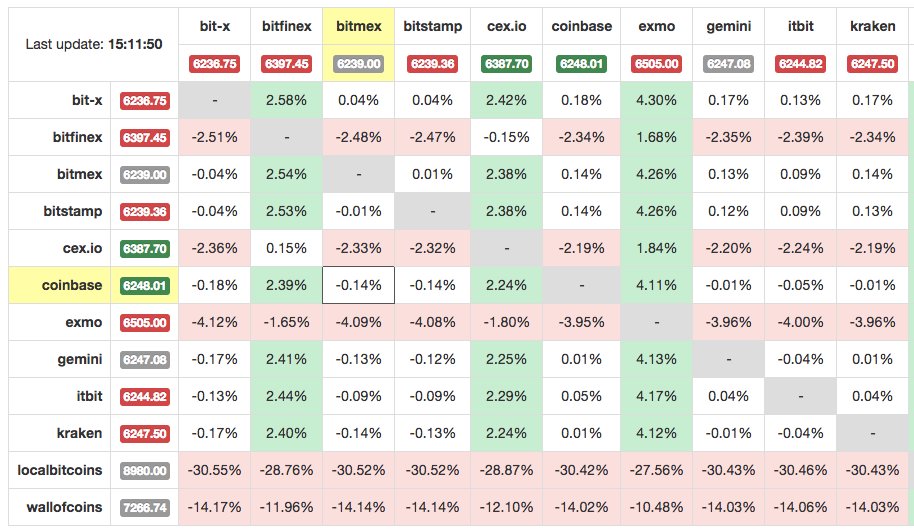 Last update: 15:11:50
bit-x bitfinex bitmex bitstamp cex.io coinbase exmo gemini itbit kraken
6236.75 6397.45 6239.00 6239.36 6387.70 6248.01 6505.00 6247.08 6244.82 6247.50
bit-x 6236.75 - 2.58% 0.04% 0.04% 2.42% 0.18% 4.30% 0.17% 0.13% 0.17%
bitfinex 6397.45 -2.51% - -2.48% -2.47% -0.15% -2.34% 1.68% -2.35% -2.39% -2.34%
bitmex 6239.00 -0.04% 2.54% - 0.01% 2.38% 0.14% 4.26% 0.13% 0.09% 0.14%
bitstamp 6239.36 -0.04% 2.53% -0.01% - 2.38% 0.14% 4.26% 0.12% 0.09% 0.13%
cex.io 6387.70 -2.36% 0.15% -2.33% -2.32% - -2.19% 1.84% -2.20% -2.24% -2.19%
coinbase 6248.01 -0.18% 2.39% -0.14% -0.14% 2.24% - 4.11% -0.01% -0.05% -0.01%
exmo 6505.00 -4.12% -1.65% -4.09% -4.08% -1.80% -3.95% - -3.96% -4.00% -3.96%
gemini 6247.08 -0.17% 2.41% -0.13% -0.12% 2.25% 0.01% 4.13% - -0.04% 0.01%
itbit 6244.82 -0.13% 2.44% -0.09% -0.09% 2.29% 0.05% 4.17% 0.04% - 0.04%
kraken 6247.50 -0.17% 2.40% -0.14% -0.13% 2.24% 0.01% 4.12% -0.01% -0.04% -
localbitcoins 8980.00 -30.55% -28.76% -30.52% -30.52% -28.87% -30.42% -27.56% -30.43% -30.46% -30.43%
wallofcoins 7266.74 -14.17% -11.96% -14.14% -14.14% -12.10% -14.02% -10.48% -14.03% -14.06% -14.03%